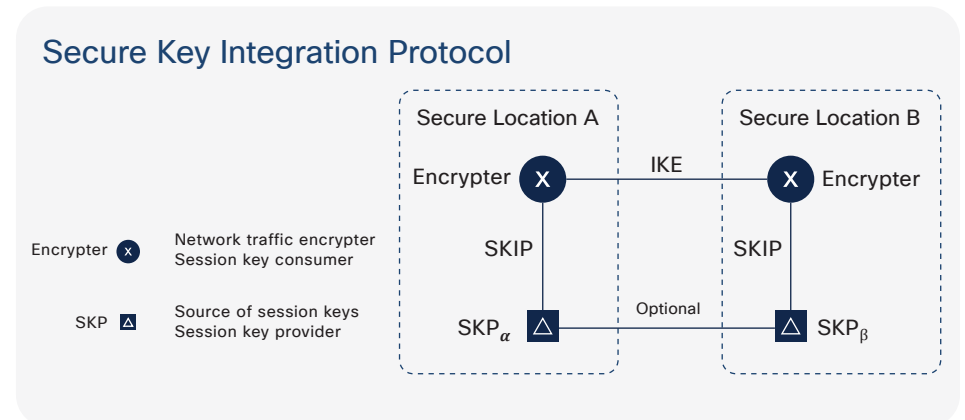 Secure Key Integration Protocol
Secure Location A
Secure Location B
Encrypter
X
IKE
X
Encrypter
SKIP
SKIP
Encrypter
X
Network traffic encrypter
Session key consumer
SKP
Source of session keys
Session key provider
Optional
SKPα
SKPβ